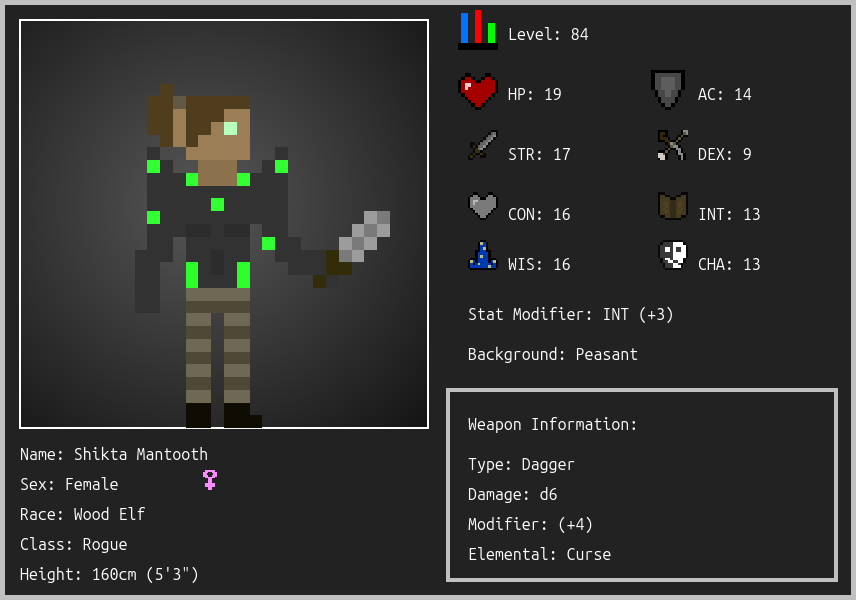 Level: 84
HP: 19
AC: 14
STR: 17
DEX: 9
CON: 16
INT: 13
WIS: 16
CHA: 13
Stat Modifier: INT (+3)
Background: Peasant
Name: Shikta Mantooth
Sex: Female
Race: Wood Elf
Class: Rogue
Height: 160cm (5'3")
Weapon Information:
Type: Dagger
Damage: d6
Modifier: (+4)
Elemental: Curse